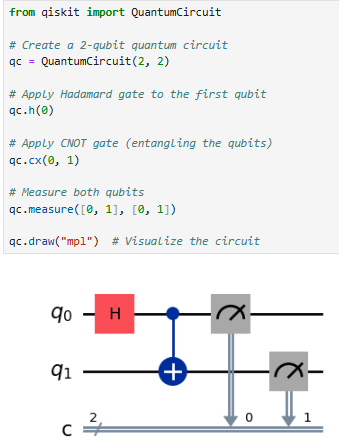 from qiskit import QuantumCircuit
# Create a 2-qubit quantum circuit
qc = QuantumCircuit(2, 2)
# Apply Hadamard gate to the first qubit
qc.h(0)
# Apply CNOT gate (entangling the qubits)
qc.cx(0, 1)
# Measure both qubits
qc.measure([0, 1], [0, 1])
qc.draw("mpl")  # Visualize the circuit
q0 H
q1
c 2 0 1